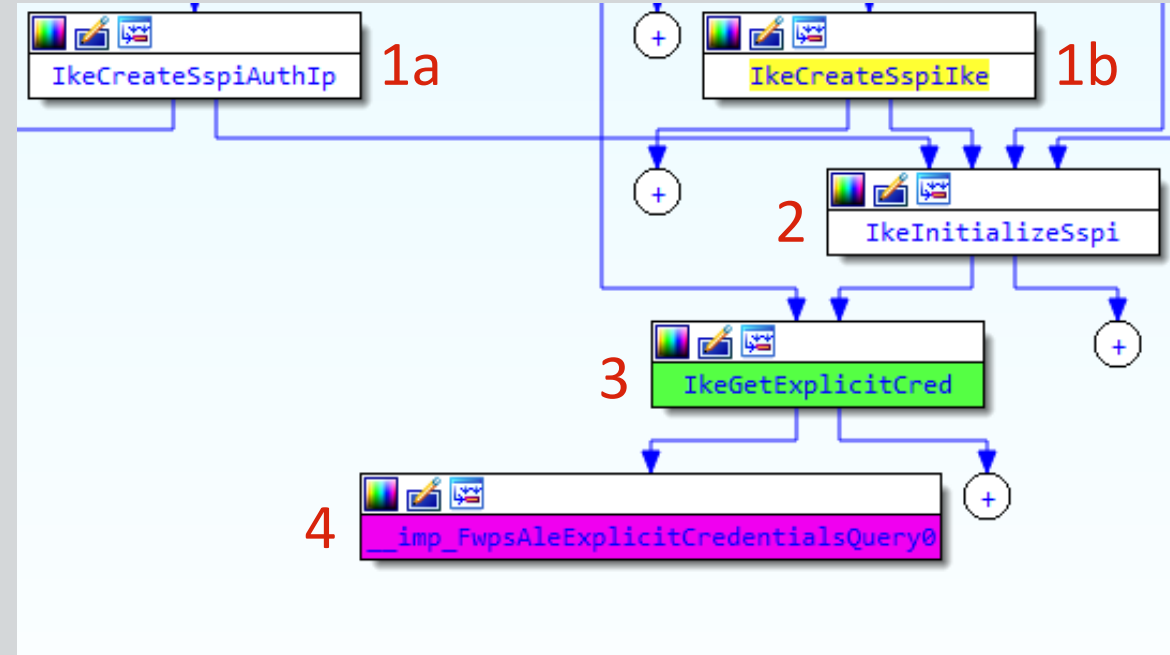 IkeCreateSspiAuthIp 1a
IkeCreateSspiIke 1b
+
+
2 IkeInitializeSspi
3 IkeGetExplicitCred
+
4 __imp_FwpsAleExplicitCredentialsQuery0
+